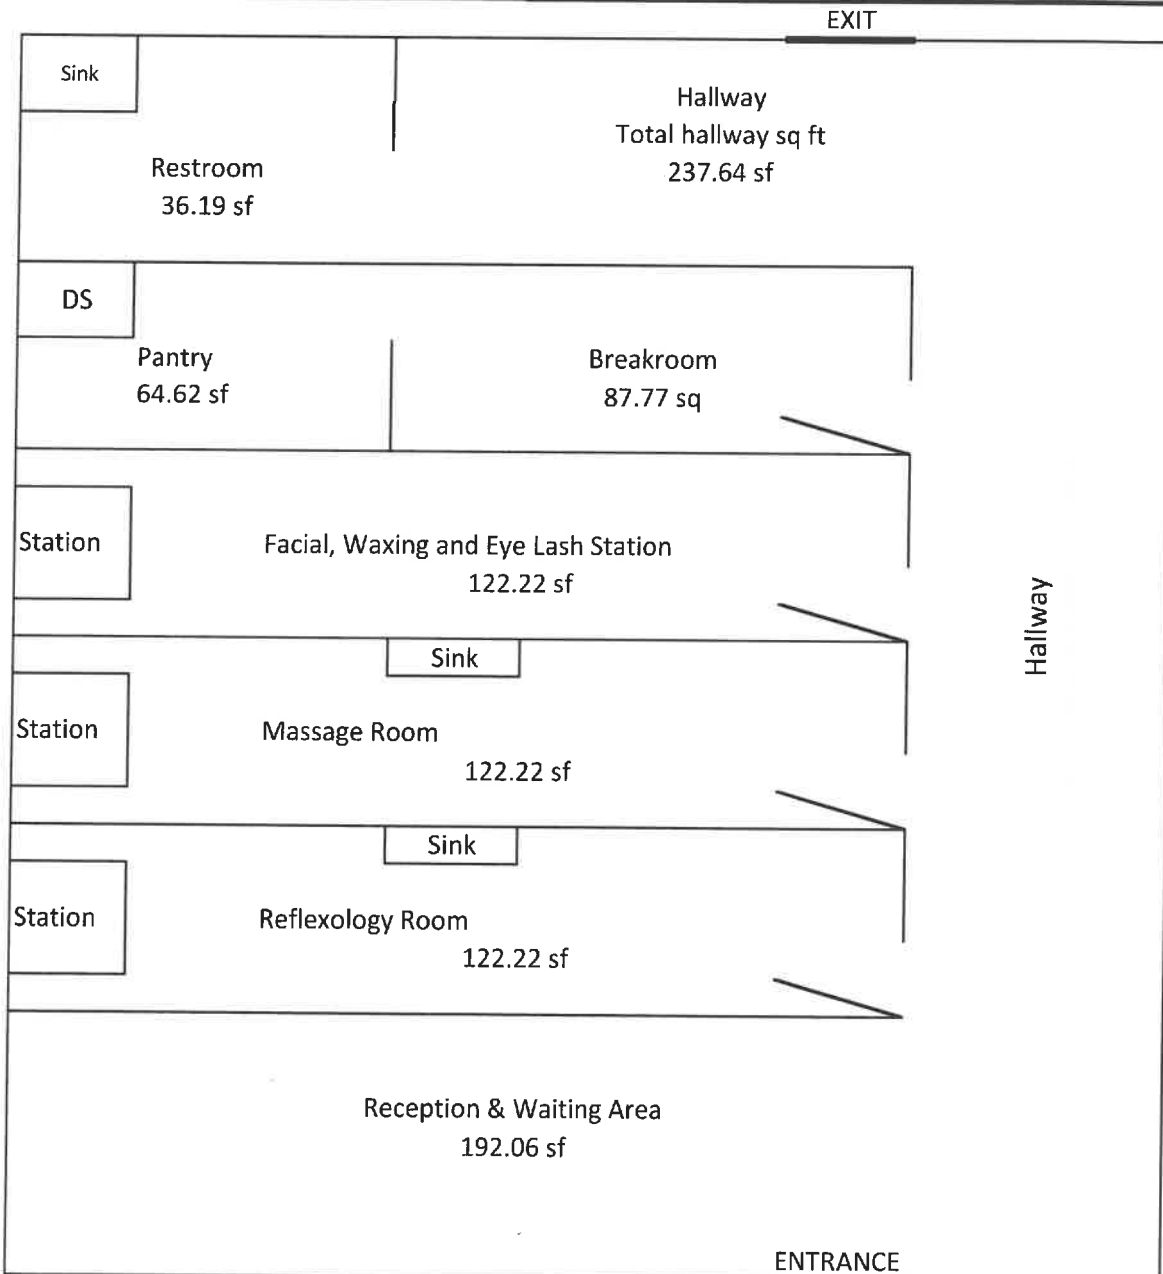 EXIT
Sink
Hallway
Total hallway sq ft
237.64 sf
Restroom
36.19 sf
DS
Pantry
64.62 sf
Breakroom
87.77 sq
Station
Facial, Waxing and Eye Lash Station
122.22 sf
Hallway
Sink
Station
Massage Room
122.22 sf
Sink
Station
Reflexology Room
122.22 sf
Reception & Waiting Area
192.06 sf
ENTRANCE